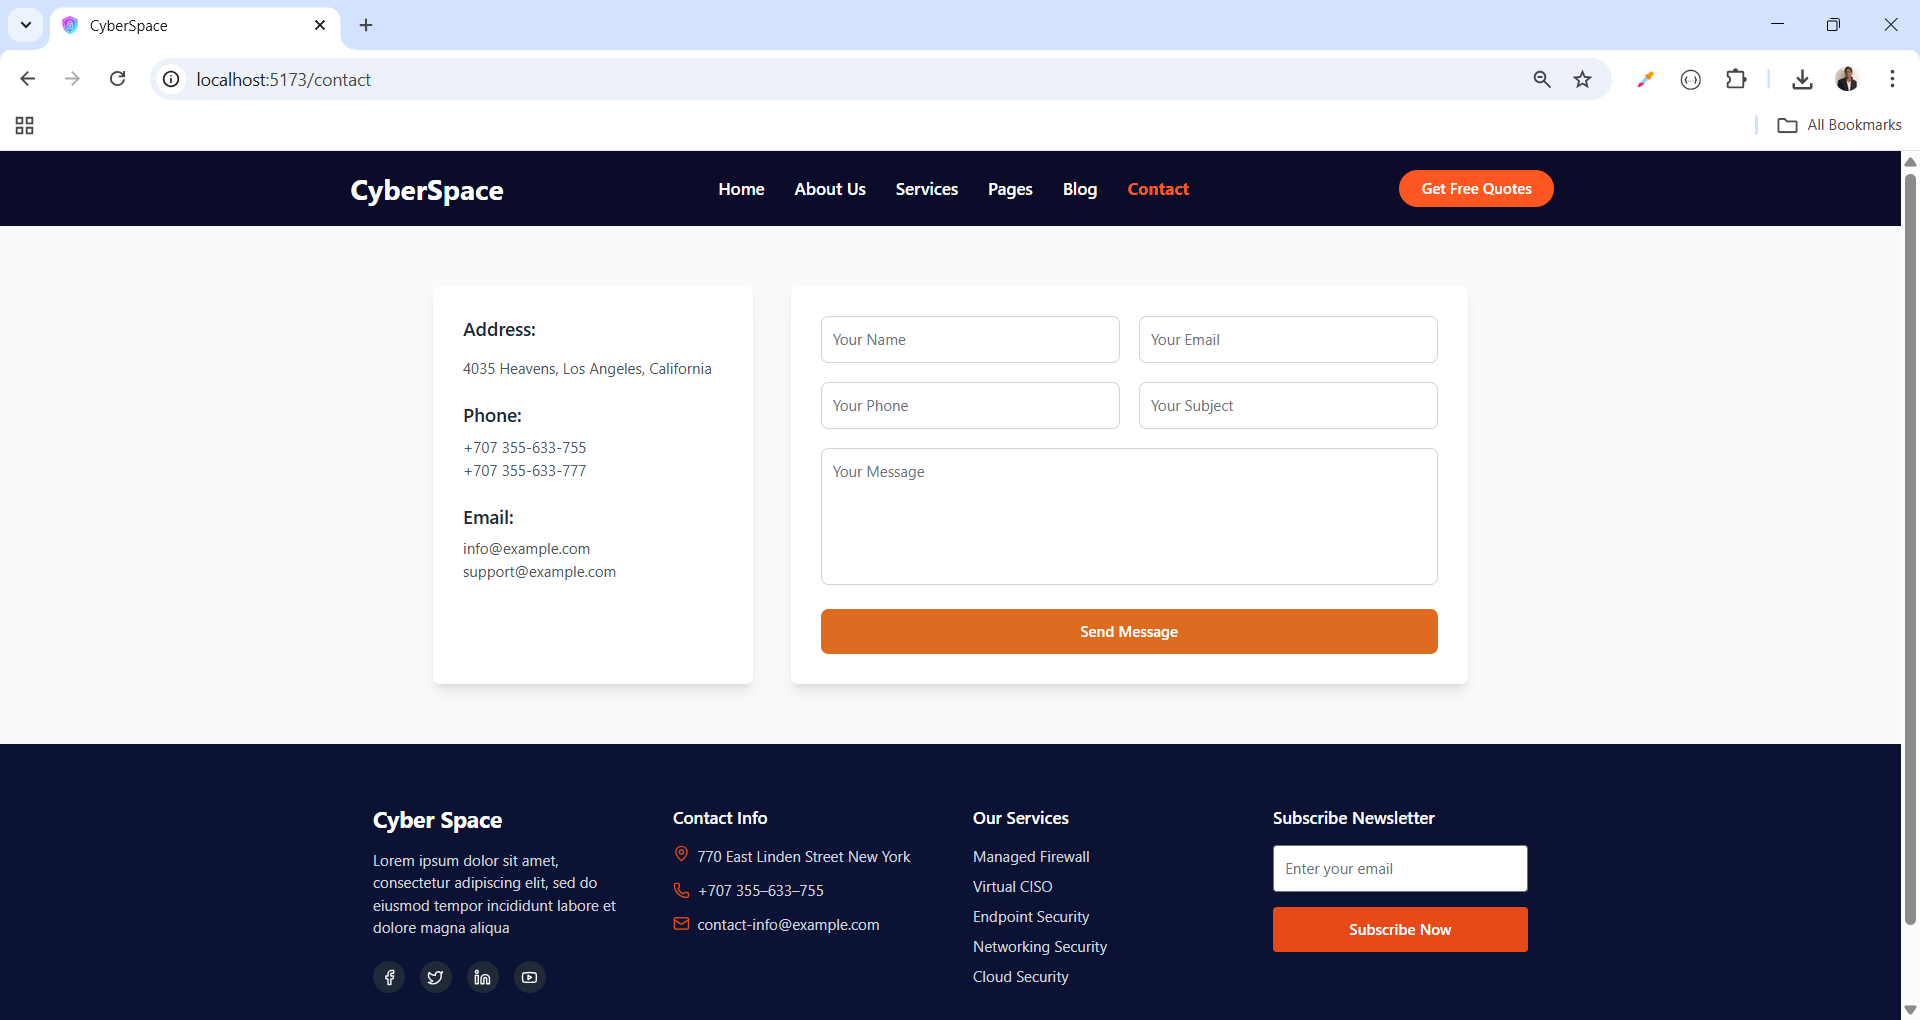 CyberSpace
localhost:5173/contact
All Bookmarks
CyberSpace
Home About Us Services Pages Blog Contact
Get Free Quotes
Address:
4035 Heavens, Los Angeles, California
Phone:
+707 355-633-755
+707 355-633-777
Email:
info@example.com
support@example.com
Your Name
Your Email
Your Phone
Your Subject
Your Message
Send Message
Cyber Space
Lorem ipsum dolor sit amet,
consectetur adipiscing elit, sed do
eiusmod tempor incididunt labore et
dolore magna aliqua
Contact Info
770 East Linden Street New York
+707 355–633–755
contact-info@example.com
Our Services
Managed Firewall
Virtual CISO
Endpoint Security
Networking Security
Cloud Security
Subscribe Newsletter
Enter your email
Subscribe Now